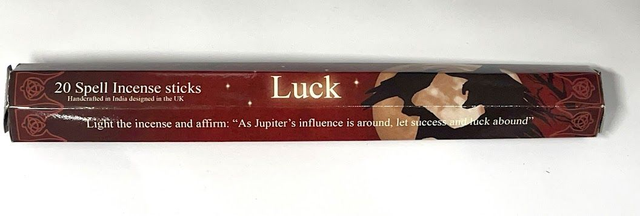 20 Spell Incense sticks
Handcrafted in India designed in the UK
Luck
Light the incense and affirm: “As Jupiter’s influence is around, let success and luck abound”